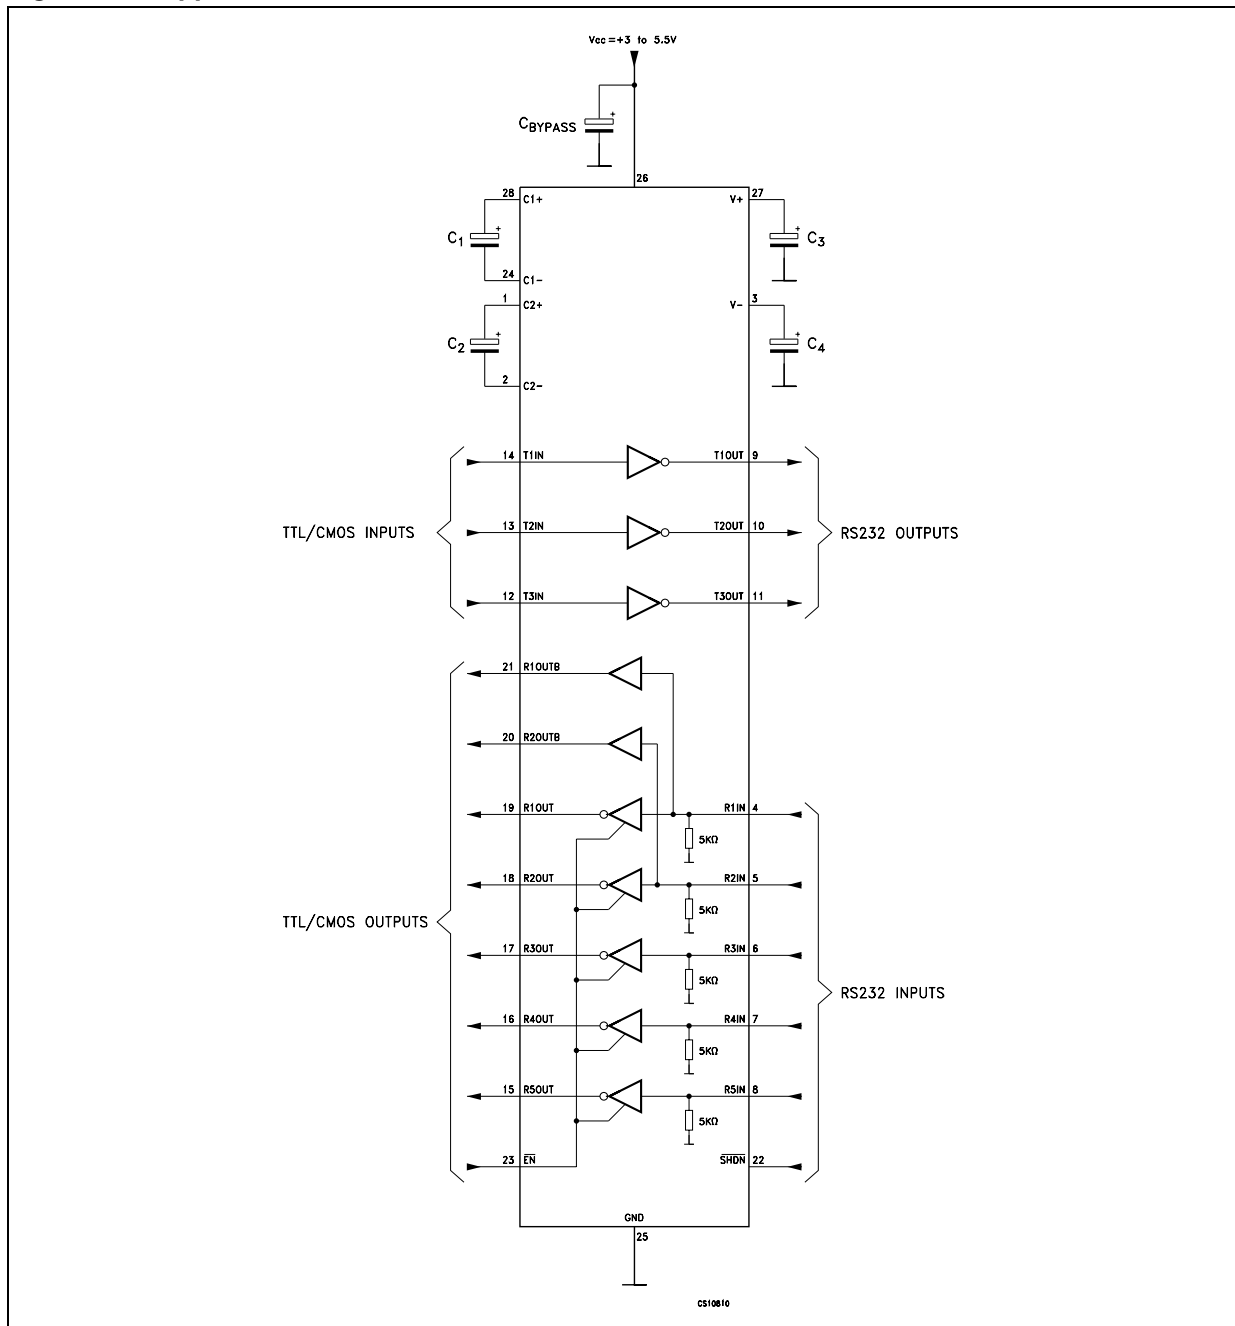 Vcc=+3 to 5.5V
CBYPASS
+
26
28 C1+
V+ 27
C1
+
+
C3
24 C1-
1 C2+
V- 3
C2
+
+
C4
2 C2-
14 T1IN
T1OUT 9
TTL/CMOS INPUTS
13 T2IN
T2OUT 10
RS232 OUTPUTS
12 T3IN
T3OUT 11
21 R1OUTB
20 R2OUTB
19 R1OUT
R1IN 4
5KΩ
18 R2OUT
R2IN 5
5KΩ
TTL/CMOS OUTPUTS
17 R3OUT
R3IN 6
5KΩ
RS232 INPUTS
16 R4OUT
R4IN 7
5KΩ
15 R5OUT
R5IN 8
5KΩ
23 EN
SHDN 22
GND
25
CS10810